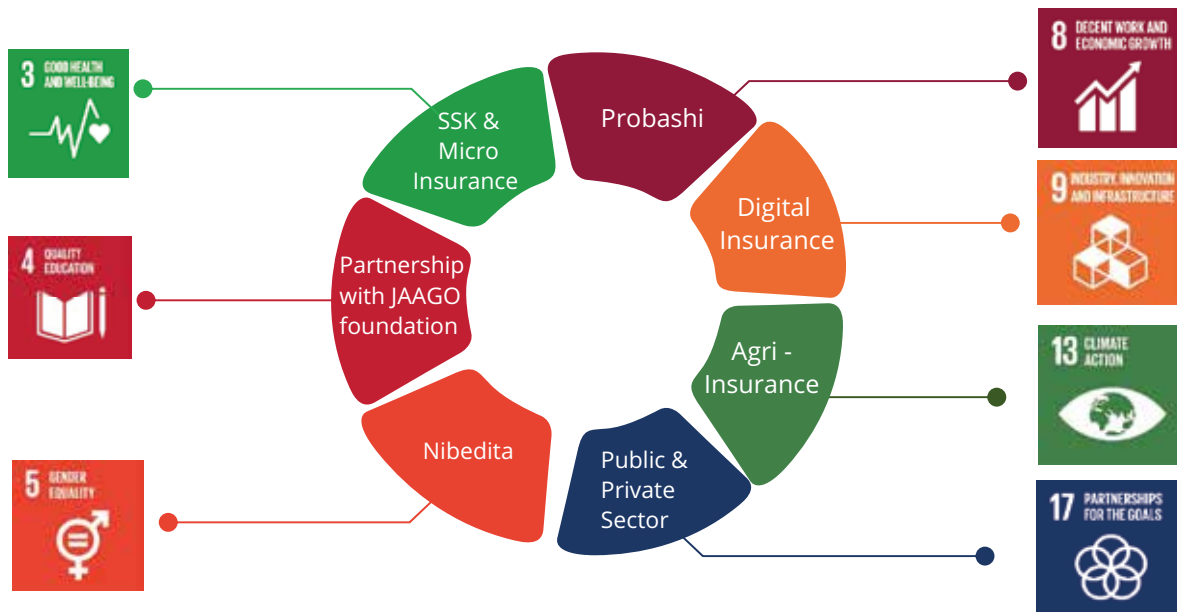 3 GOOD HEALTH
AND WELL-BEING
SSK &
Micro
Insurance
4 QUALITY
EDUCATION
Partnership
with JAAGO
foundation
5 GENDER
EQUALITY
Nibedita
Probashi
8 DECENT WORK AND
ECONOMIC GROWTH
Digital
Insurance
9 INDUSTRY, INNOVATION
AND INFRASTRUCTURE
Agri -
Insurance
13 CLIMATE
ACTION
Public &
Private
Sector
17 PARTNERSHIPS
FOR THE GOALS